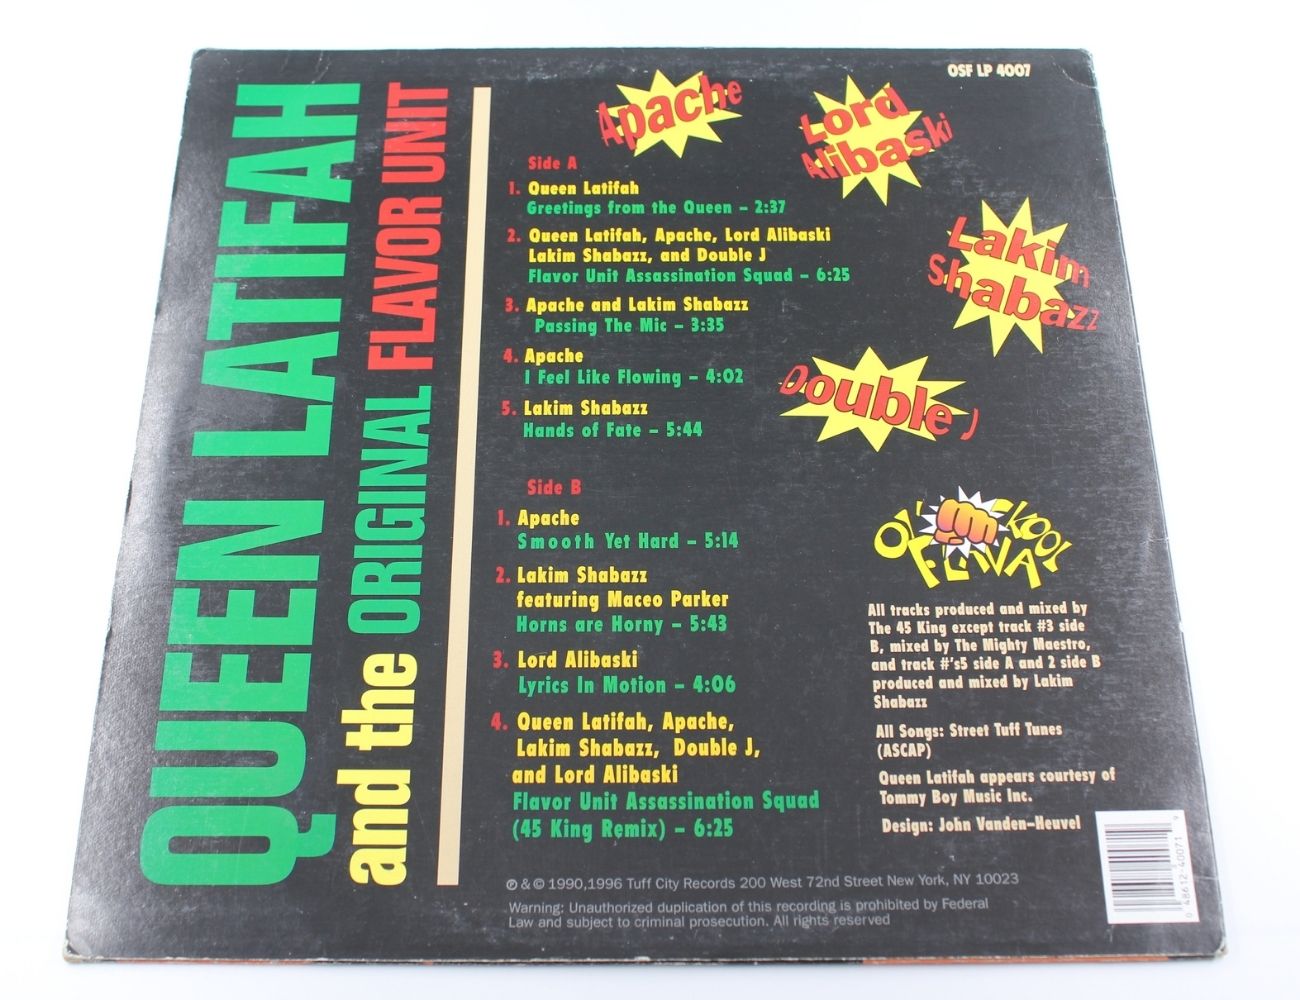 QUEEN LATIFAH
and the ORIGINAL FLAVOR UNIT
OSF LP 4007
Apache
Lord
Alibaski
Lakim
Shabazz
Double J
Side A
1. Queen Latifah
Greetings from the Queen – 2:37
2. Queen Latifah, Apache, Lord Alibaski
Lakim Shabazz, and Double J
Flavor Unit Assassination Squad – 6:25
3. Apache and Lakim Shabazz
Passing The Mic – 3:35
4. Apache
I Feel Like Flowing – 4:02
5. Lakim Shabazz
Hands of Fate – 5:44
Side B
1. Apache
Smooth Yet Hard – 5:14
2. Lakim Shabazz
featuring Maceo Parker
Horns are Horny – 5:43
3. Lord Alibaski
Lyrics In Motion – 4:06
4. Queen Latifah, Apache,
Lakim Shabazz, Double J,
and Lord Alibaski
Flavor Unit Assassination Squad
(45 King Remix) – 6:25
OL' SKOOL
FLAVA
All tracks produced and mixed by
The 45 King except track #3 side
B, mixed by The Mighty Maestro,
and track #'s5 side A and 2 side B
produced and mixed by Lakim
Shabazz
All Songs: Street Tuff Tunes
(ASCAP)
Queen Latifah appears courtesy of
Tommy Boy Music Inc.
Design: John Vanden-Heuvel
℗ & © 1990,1996 Tuff City Records 200 West 72nd Street New York, NY 10023
Warning: Unauthorized duplication of this recording is prohibited by Federal
Law and subject to criminal prosecution. All rights reserved
0 48612-40071 9